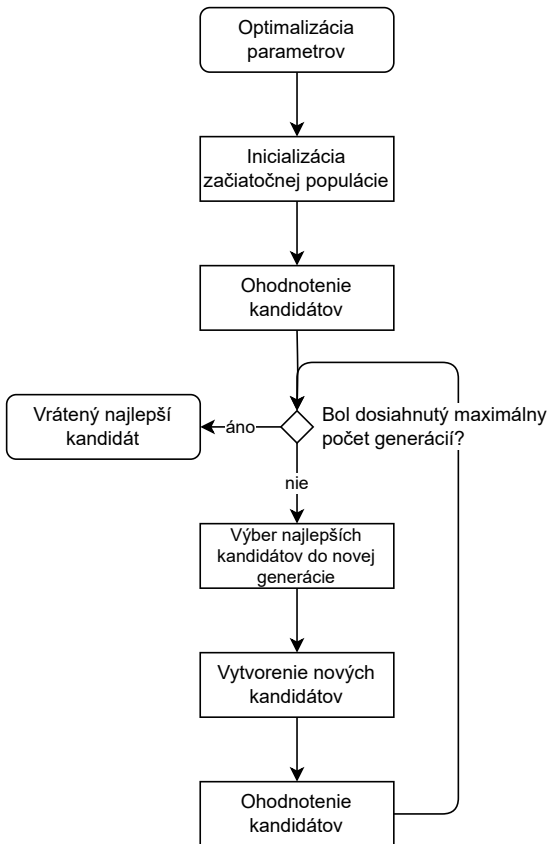 Optimalizácia
parametrov
Inicializácia
začiatočnej populácie
Ohodnotenie
kandidátov
Vrátený najlepší
kandidát
áno
Bol dosiahnutý maximálny
počet generácií?
nie
Výber najlepších
kandidátov do novej
generácie
Vytvorenie nových
kandidátov
Ohodnotenie
kandidátov